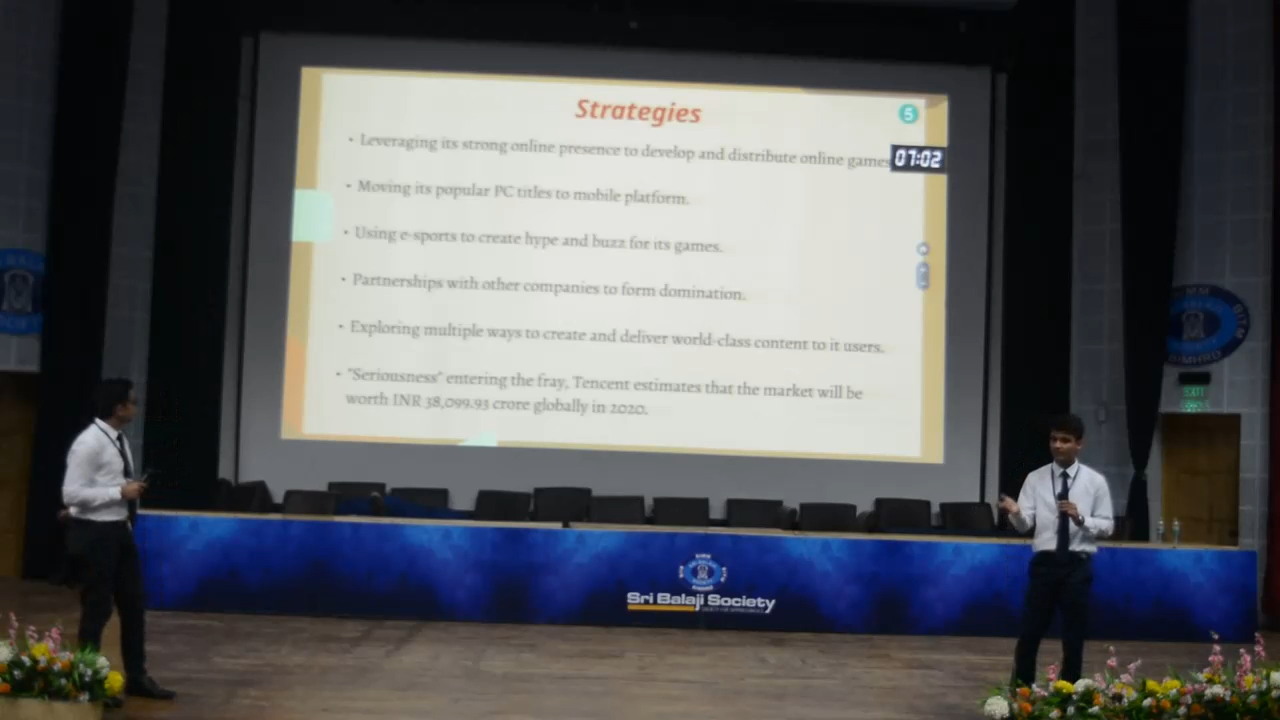 Strategies
5
• Leveraging its strong online presence to develop and distribute online games
07:02
• Moving its popular PC titles to mobile platform.
• Using e-sports to create hype and buzz for its games.
• Partnerships with other companies to form domination.
• Exploring multiple ways to create and deliver world-class content to it users.
• "Seriousness" entering the fray, Tencent estimates that the market will be
worth INR 38,099.93 crore globally in 2020.
EXIT
Sri Balaji Society